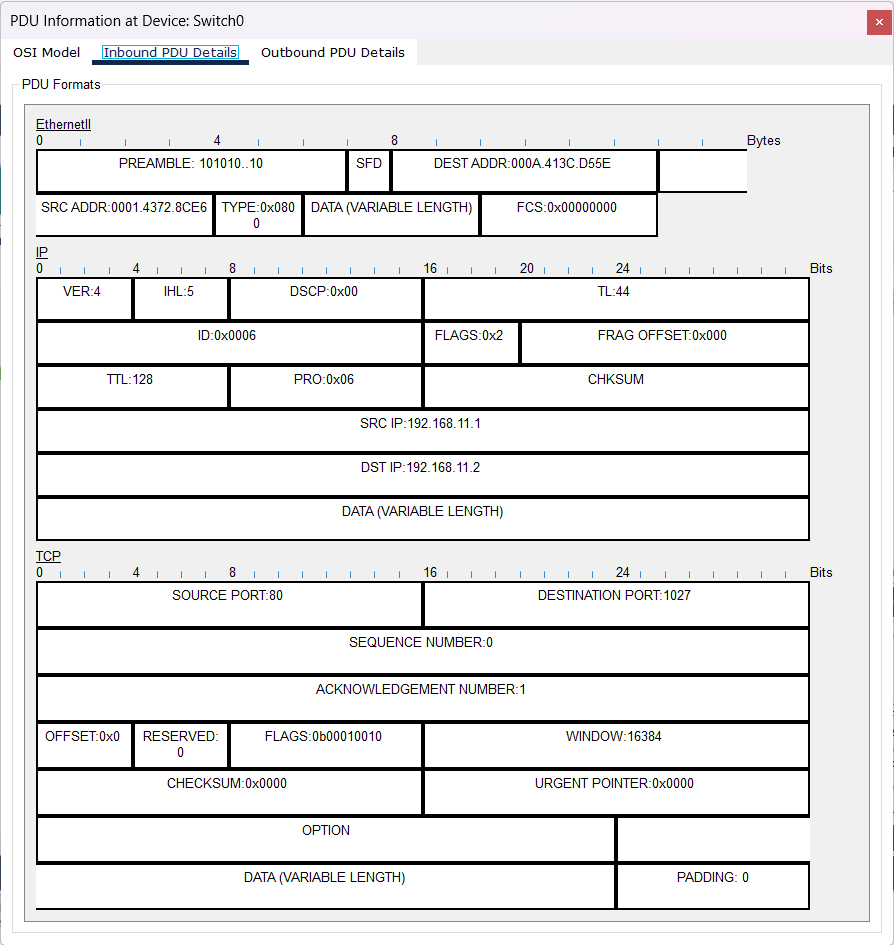 PDU Information at Device: Switch0
×
OSI Model Inbound PDU Details Outbound PDU Details
PDU Formats
EthernetII
0 4 8 Bytes
PREAMBLE: 101010..10 SFD DEST ADDR:000A.413C.D55E
SRC ADDR:0001.4372.8CE6 TYPE:0x080 DATA (VARIABLE LENGTH) FCS:0x00000000
0
IP
0 4 8 16 20 24 Bits
VER:4 IHL:5 DSCP:0x00 TL:44
ID:0x0006 FLAGS:0x2 FRAG OFFSET:0x000
TTL:128 PRO:0x06 CHKSUM
SRC IP:192.168.11.1
DST IP:192.168.11.2
DATA (VARIABLE LENGTH)
TCP
0 4 8 16 24 Bits
SOURCE PORT:80 DESTINATION PORT:1027
SEQUENCE NUMBER:0
ACKNOWLEDGEMENT NUMBER:1
OFFSET:0x0 RESERVED: FLAGS:0b00010010 WINDOW:16384
0
CHECKSUM:0x0000 URGENT POINTER:0x0000
OPTION
DATA (VARIABLE LENGTH) PADDING: 0